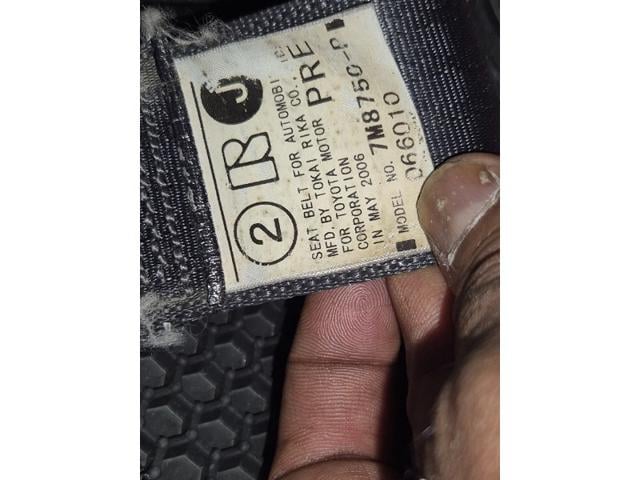 ② R J
SEAT BELT FOR AUTOMOBI
MFD. BY TOKAI RIKA CO.,
FOR TOYOTA MOTOR PRE
CORPORATION
IN MAY 2006
MODEL NO. 7M8750-P
066010